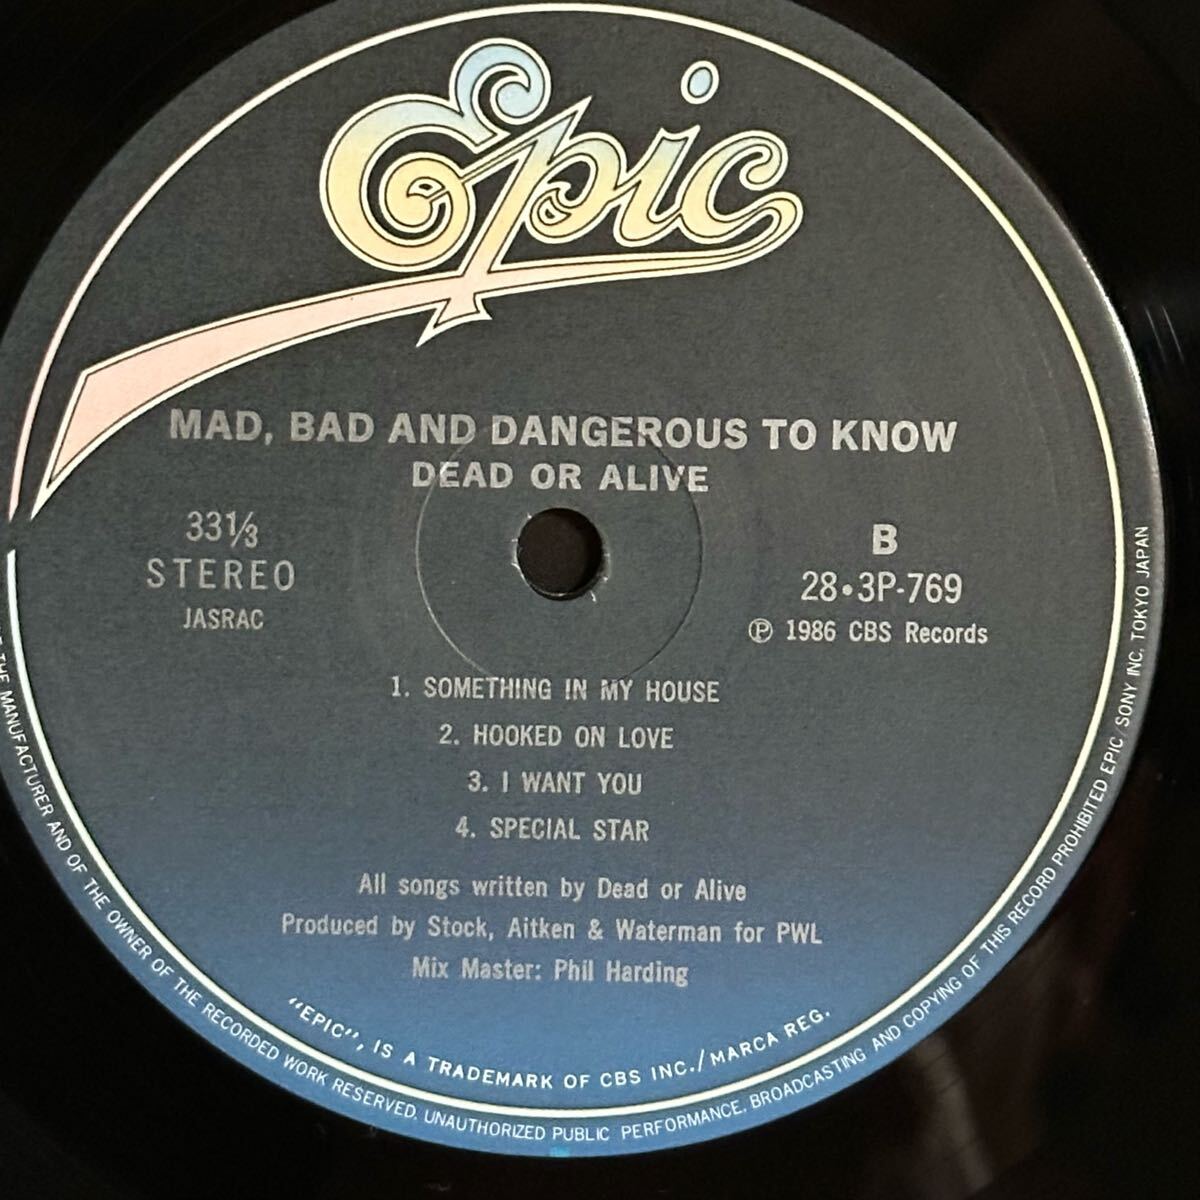 Epic
MAD, BAD AND DANGEROUS TO KNOW
DEAD OR ALIVE
33⅓
STEREO
JASRAC
B
28•3P-769
Ⓟ 1986 CBS Records
1. SOMETHING IN MY HOUSE
2. HOOKED ON LOVE
3. I WANT YOU
4. SPECIAL STAR
All songs written by Dead or Alive
Produced by Stock, Aitken & Waterman for PWL
Mix Master: Phil Harding
"EPIC", IS A TRADEMARK OF CBS INC./MARCA REG.
THE MANUFACTURER AND OF THE OWNER OF THE RECORDED WORK RESERVED. UNAUTHORIZED PUBLIC PERFORMANCE, BROADCASTING AND COPYING OF THIS RECORD PROHIBITED EPIC/SONY INC. TOKYO JAPAN